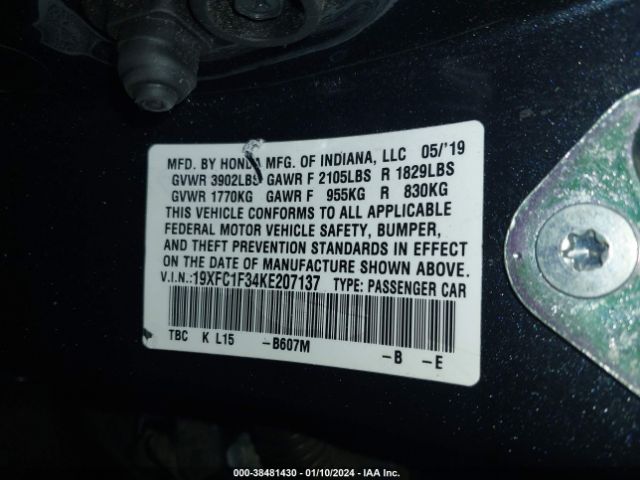 MFD. BY HONDA MFG. OF INDIANA, LLC 05/'19
GVWR 3902LBS GAWR F 2105LBS R 1829LBS
GVWR 1770KG GAWR F 955KG R 830KG
THIS VEHICLE CONFORMS TO ALL APPLICABLE
FEDERAL MOTOR VEHICLE SAFETY, BUMPER,
AND THEFT PREVENTION STANDARDS IN EFFECT
ON THE DATE OF MANUFACTURE SHOWN ABOVE.
V.I.N.:19XFC1F34KE207137 TYPE: PASSENGER CAR
TBC K L15 -B607M -B -E
000-38481430 - 01/10/2024 - IAA Inc.